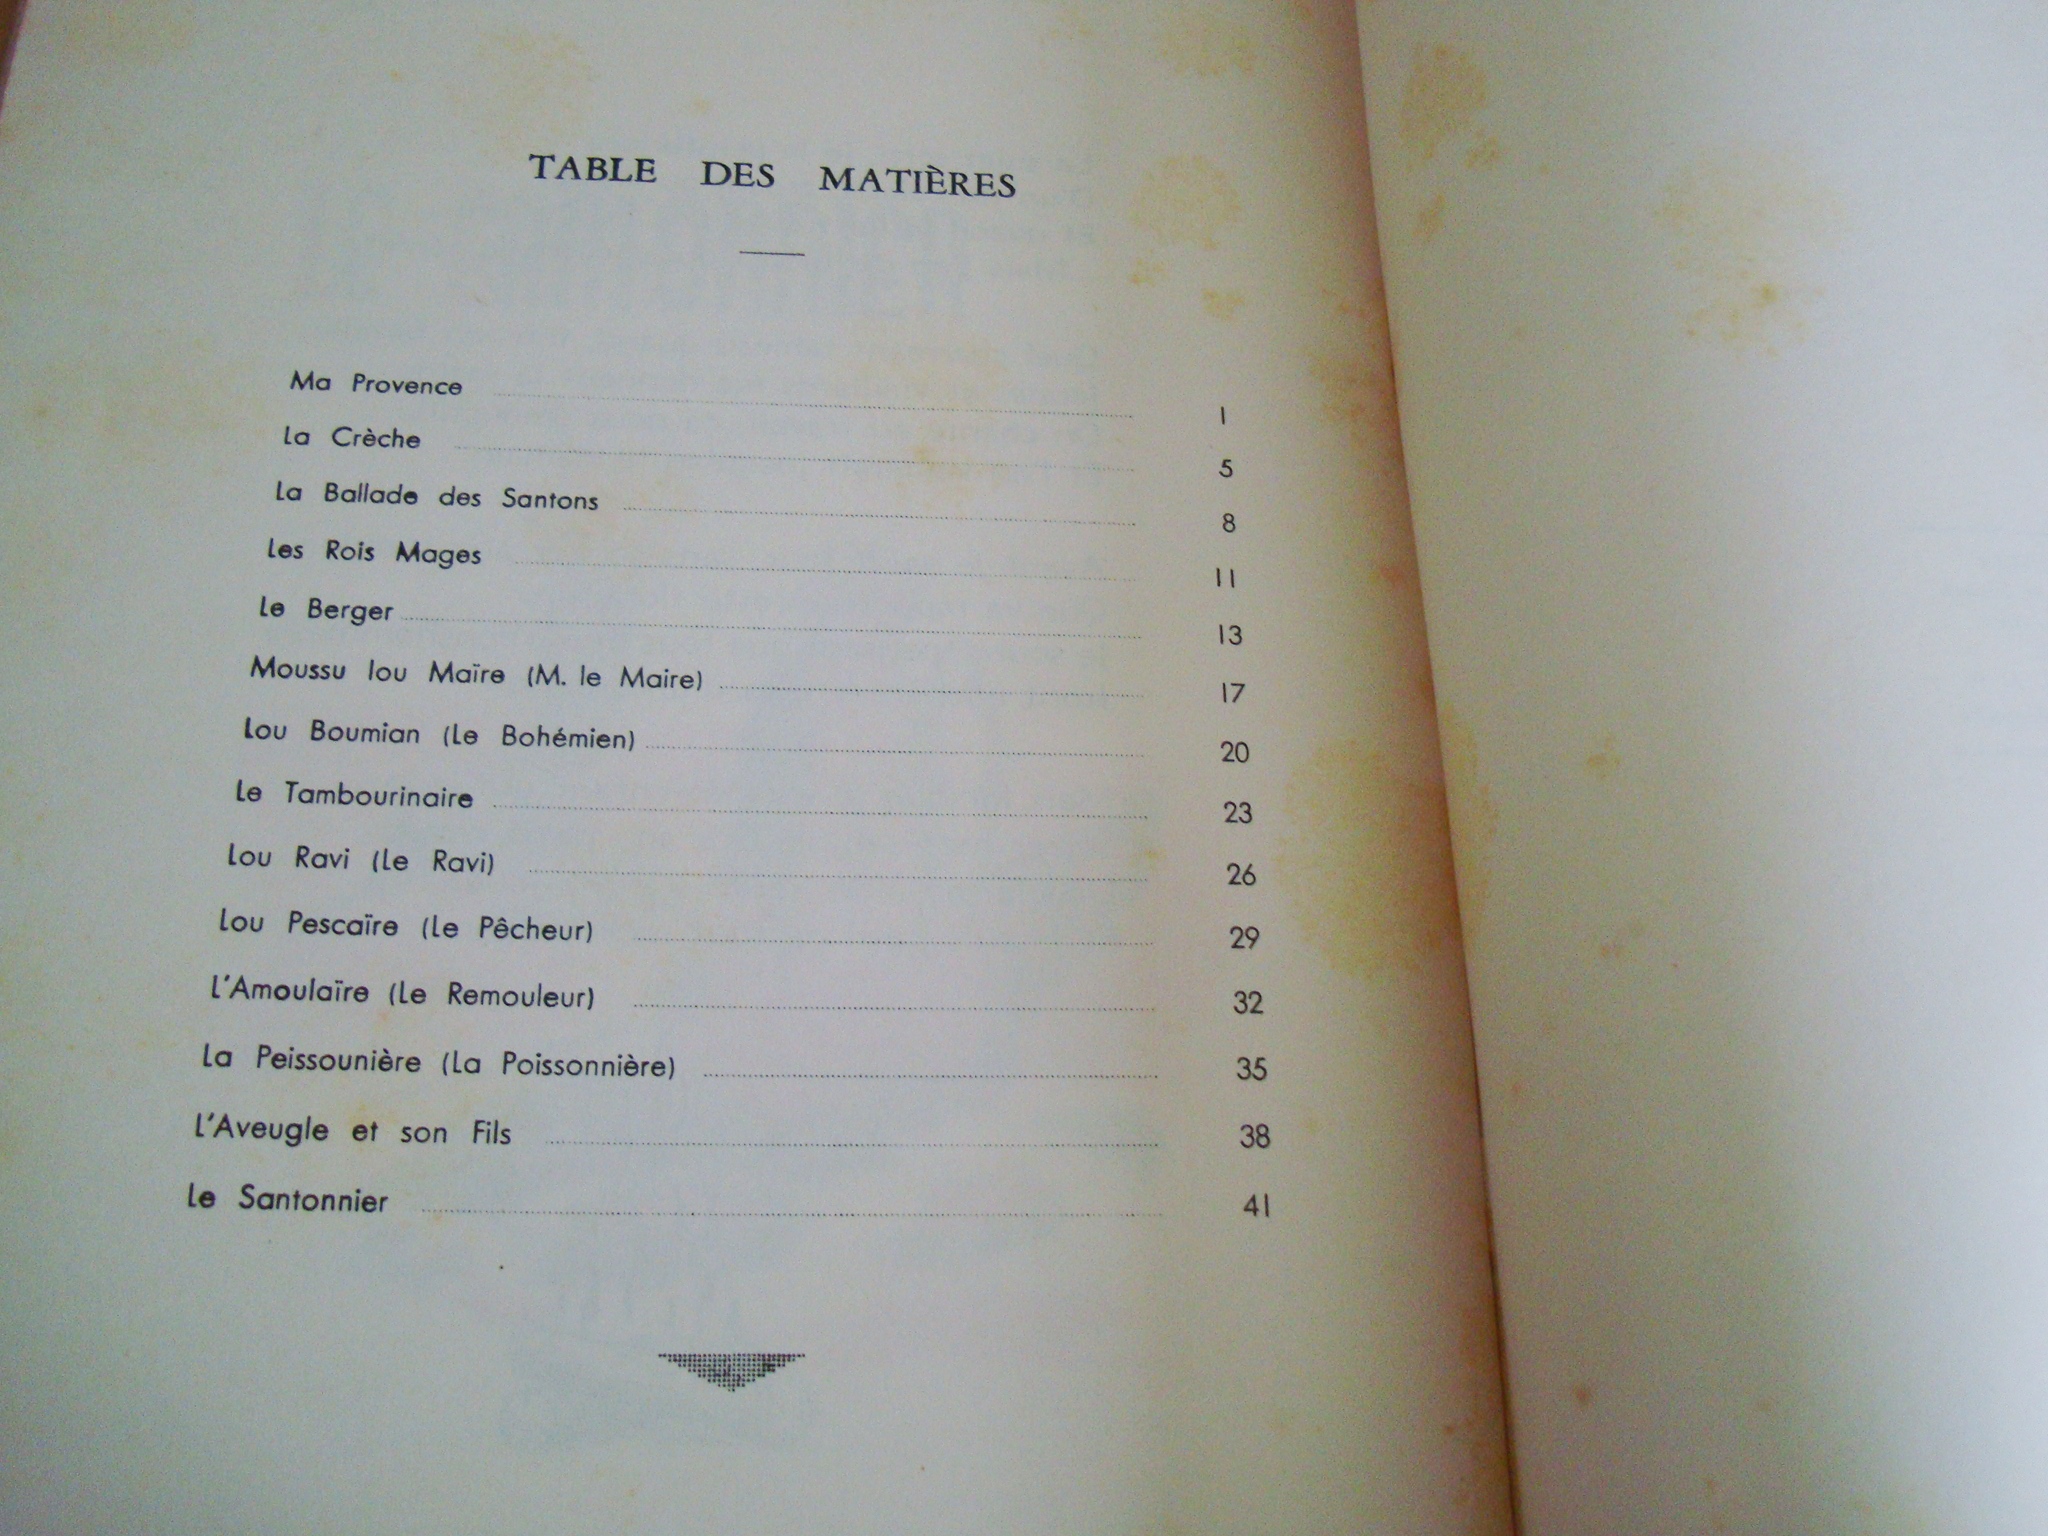 TABLE DES MATIÈRES
Ma Provence 1
La Crèche 5
La Ballade des Santons 8
Les Rois Mages 11
Le Berger 13
Moussu lou Maïre (M. le Maire) 17
Lou Boumian (Le Bohémien) 20
Le Tambourinaire 23
Lou Ravi (Le Ravi) 26
Lou Pescaïre (Le Pêcheur) 29
L'Amoulaïre (Le Remouleur) 32
La Peissounière (La Poissonnière) 35
L'Aveugle et son Fils 38
Le Santonnier 41